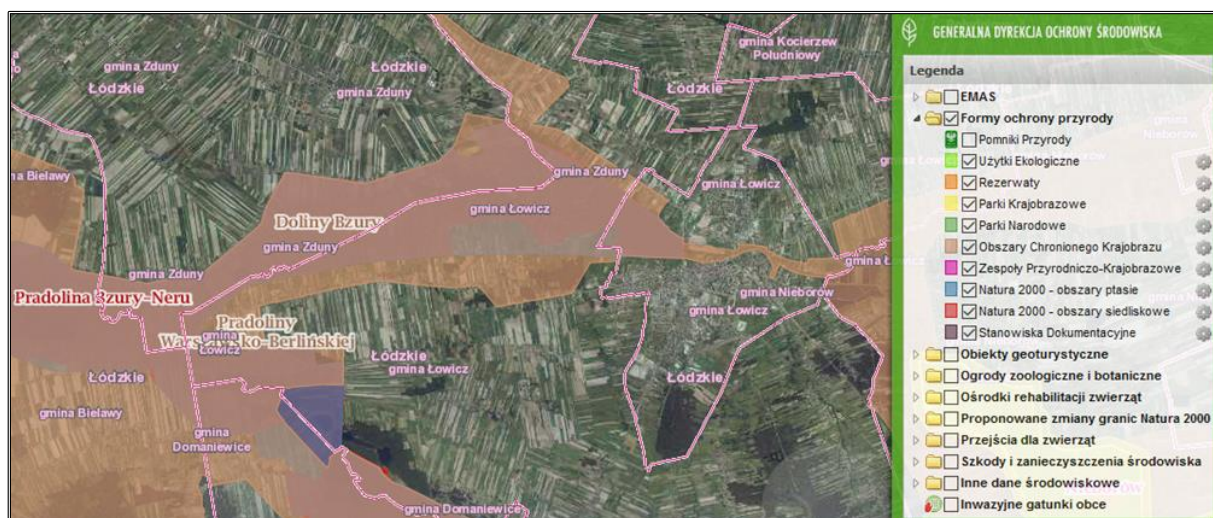 gmina Zduny
Łódzkie
Łódzkie
gmina Zduny
gmina Kocierzew
Południowy
Łódzkie
na Bielawy
gmina Zduny
gmina Łowicz
gmina Łowicz
Doliny Bzury
gmina Zduny
gmina Zduny
Pradolina Bzury-Neru
gmina Nieborów
gmina Łowicz
Pradoliny
Warszawsko-Berlińskiej
gmina
Łowicz
Łódzkie
gmina Łowicz
Łódzkie
Łódzkie
gmina Bielawy
gmina
Domaniewice
gmina Domaniewice
GENERALNA DYREKCJA OCHRONY ŚRODOWISKA
Legenda
EMAS
Formy ochrony przyrody
Pomniki Przyrody
Użytki Ekologiczne
Rezerwaty
Parki Krajobrazowe
Parki Narodowe
Obszary Chronionego Krajobrazu
Zespoły Przyrodniczo-Krajobrazowe
Natura 2000 - obszary ptasie
Natura 2000 - obszary siedliskowe
Stanowiska Dokumentacyjne
Obiekty geoturystyczne
Ogrody zoologiczne i botaniczne
Ośrodki rehabilitacji zwierząt
Proponowane zmiany granic Natura 2000
Przejścia dla zwierząt
Szkody i zanieczyszczenia środowiska
Inne dane środowiskowe
Inwazyjne gatunki obce